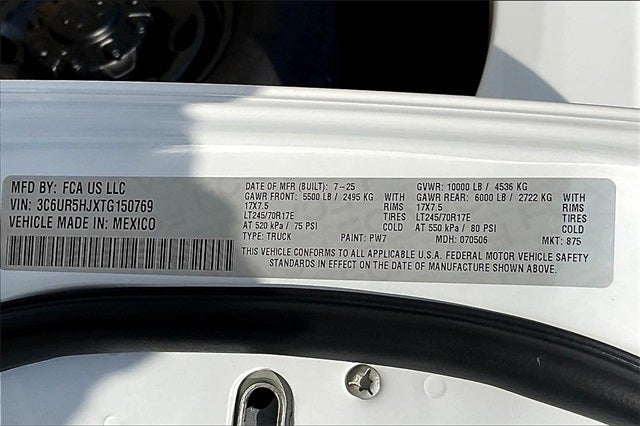 MFD BY: FCA US LLC
VIN: 3C6UR5HJXTG150769
VEHICLE MADE IN: MEXICO
DATE OF MFR (BUILT): 7-25
GAWR FRONT: 5500 LB / 2495 KG WITH
17X7.5 RIMS
LT245/70R17E TIRES
AT 520 kPa / 75 PSI COLD
TYPE: TRUCK PAINT: PW7
GVWR: 10000 LB / 4536 KG
GAWR REAR: 6000 LB / 2722 KG WITH
17X7.5 RIMS
LT245/70R17E TIRES
AT 550 kPa / 80 PSI COLD
MDH: 070506 MKT: 875
THIS VEHICLE CONFORMS TO ALL APPLICABLE U.S.A. FEDERAL MOTOR VEHICLE SAFETY
STANDARDS IN EFFECT ON THE DATE OF MANUFACTURE SHOWN ABOVE.